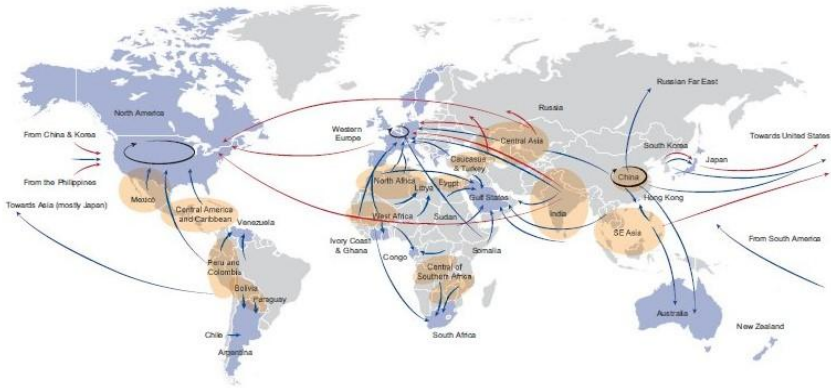 Russian Far East
North America
Russia
From China & Korea
Western
Europe
Central Asia
South Korea
Towards United States
Japan
Caucasus
& Turkey
China
From the Philippines
North Africa
Libya
Eygpt
Gulf States
Hong Kong
Mexico
Towards Asia (mostly Japan)
Central America
and Caribbean
Venezuela
West Africa
Sudan
India
SE Asia
Ivory Coast
& Ghana
Congo
Somalia
From South America
Peru and
Colombia
Central of
Southern Africa
Bolivia
Paraguay
Australia
New Zealand
Chile
South Africa
Argentina